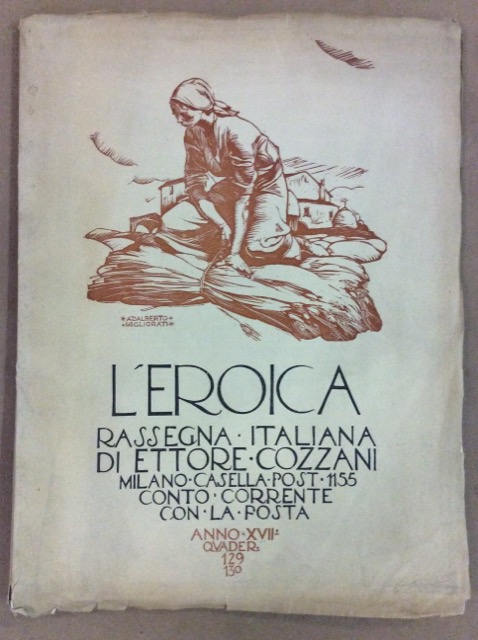 *ADALBERTO*
*MIGLIORATI*
L'EROICA
RASSEGNA · ITALIANA
DI ETTORE · COZZANI
MILANO · CASELLA · POST · 1155
CONTO · CORRENTE
CON · LA · POSTA
ANNO · XVII:
QVADER:
129
130